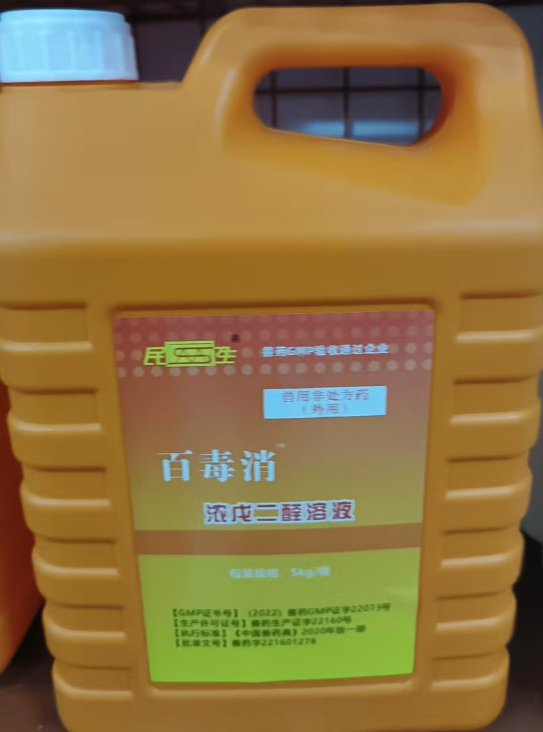 民生
兽药GMP验收通过企业
兽用非处方药
（外用）
百毒消
浓戊二醛溶液
包装规格 5kg/桶
【GMP证书号】（2022）兽药GMP证字22073号
【生产许可证号】兽药生产证字22160号
【执行标准】《中国兽药典》2020年版一部
【批准文号】兽药字221601278